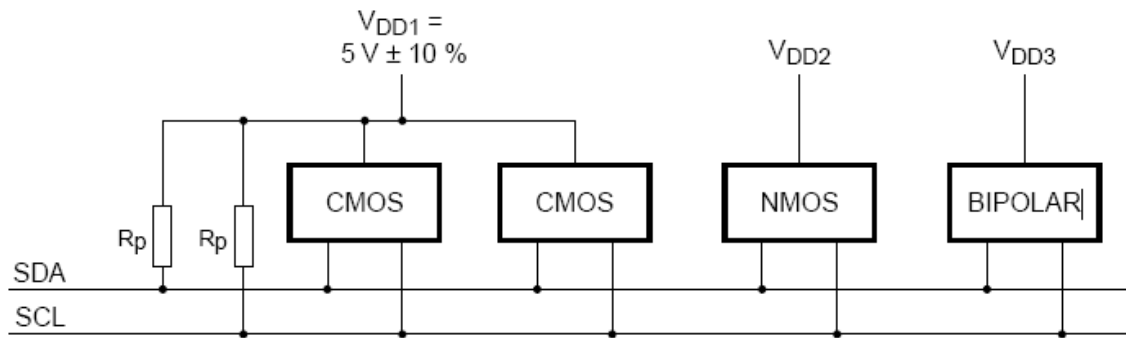 VDD1 =
5 V ± 10 %
VDD2
VDD3
CMOS
CMOS
NMOS
BIPOLAR
Rp
Rp
SDA
SCL